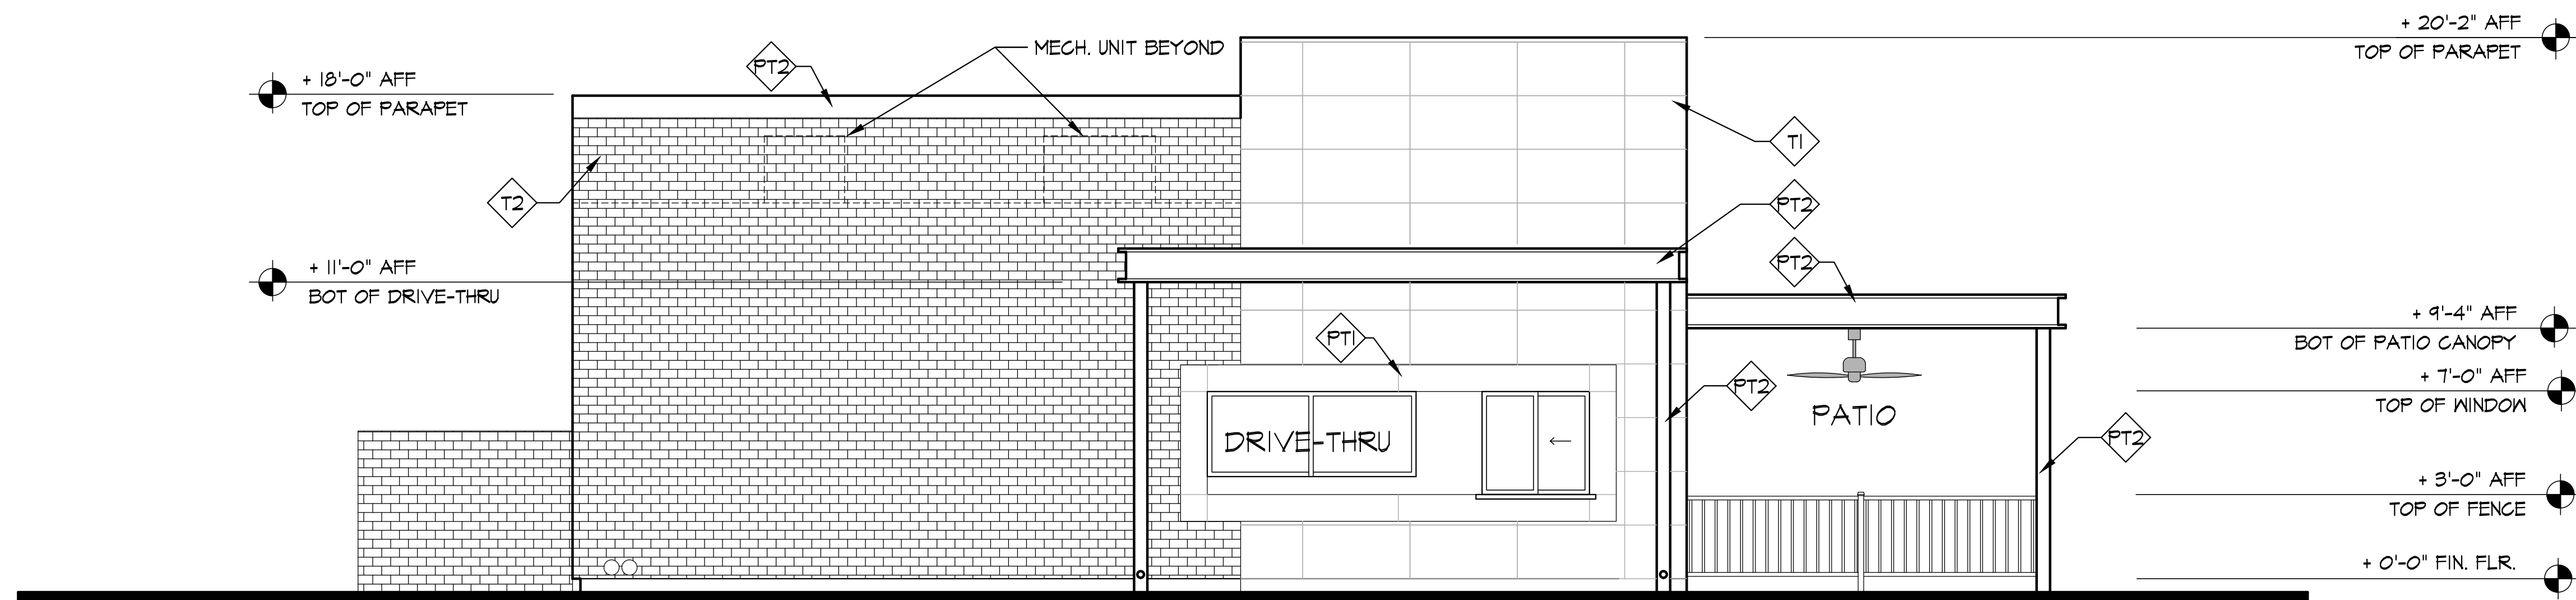 + 20'-2" AFF
TOP OF PARAPET
MECH. UNIT BEYOND
PT2
+ 18'-0" AFF
TOP OF PARAPET
T1
T2
PT2
PT2
+ 11'-0" AFF
BOT OF DRIVE-THRU
+ 9'-4" AFF
BOT OF PATIO CANOPY
PT1
+ 7'-0" AFF
TOP OF WINDOW
PT2
PATIO
DRIVE-THRU
PT2
+ 3'-0" AFF
TOP OF FENCE
+ 0'-0" FIN. FLR.